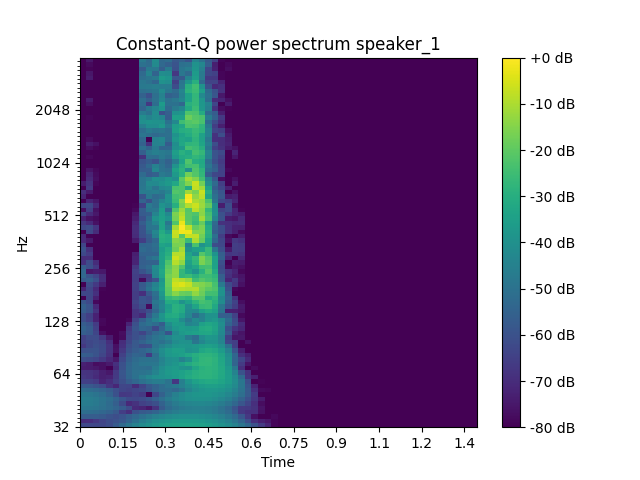 Constant-Q power spectrum speaker_1
+0 dB
2048
-10 dB
1024
-20 dB
512
-30 dB
Hz
-40 dB
256
-50 dB
128
-60 dB
64
-70 dB
32
-80 dB
0 0.15 0.3 0.45 0.6 0.75 0.9 1.1 1.2 1.4
Time